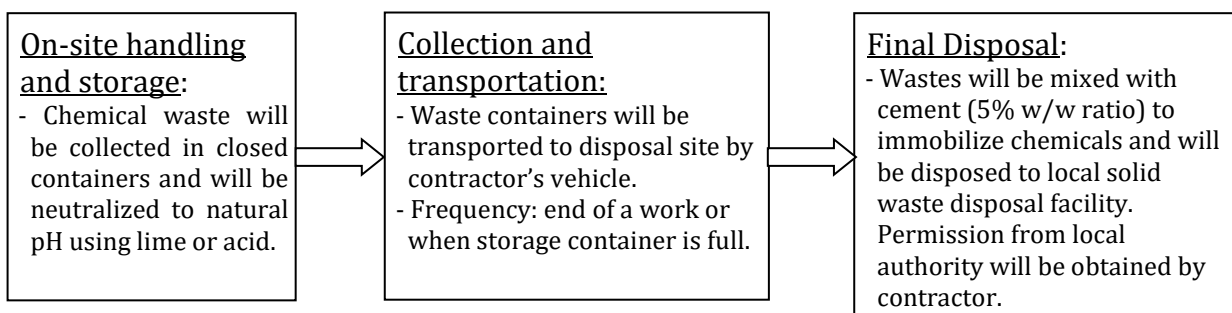 On-site handling
and storage:
- Chemical waste will
be collected in closed
containers and will be
neutralized to natural
pH using lime or acid.
Collection and
transportation:
- Waste containers will be
transported to disposal site by
contractor’s vehicle.
- Frequency: end of a work or
when storage container is full.
Final Disposal:
- Wastes will be mixed with
cement (5% w/w ratio) to
immobilize chemicals and will
be disposed to local solid
waste disposal facility.
Permission from local
authority will be obtained by
contractor.